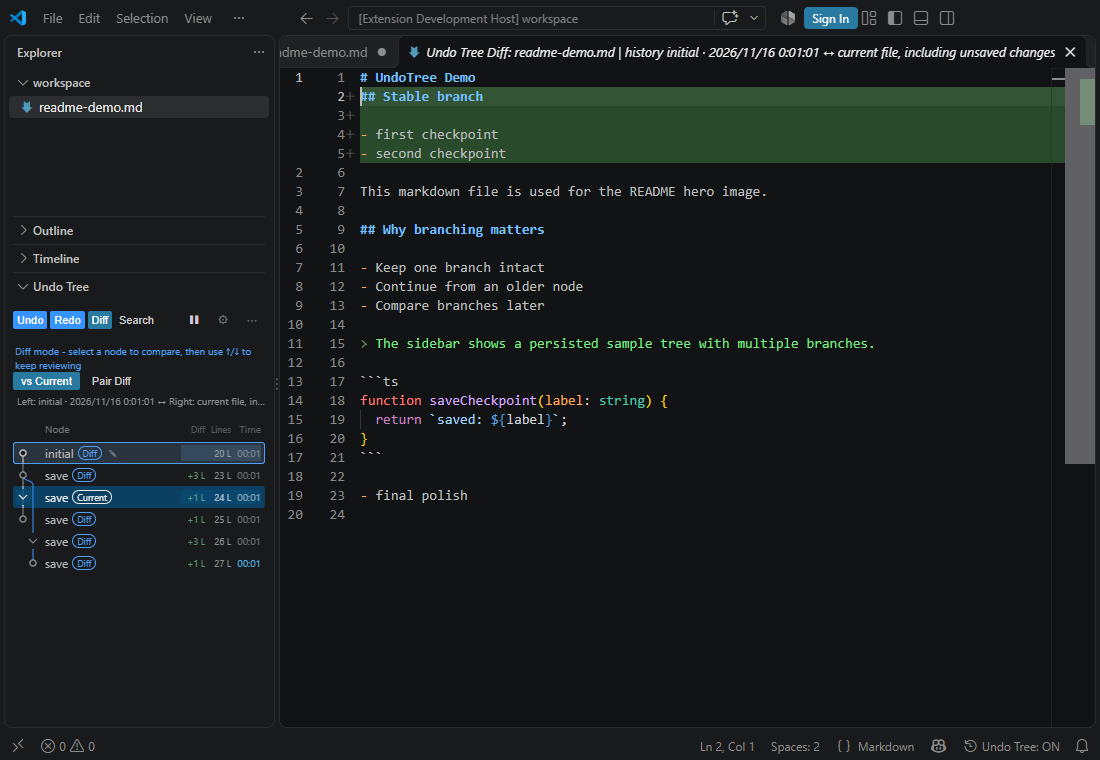 File Edit Selection View ··· [Extension Development Host] workspace Sign In
Explorer ···
workspace
readme-demo.md
Outline
Timeline
Undo Tree
Undo Redo Diff Search ···
Diff mode - select a node to compare, then use ↑/↓ to
keep reviewing
vs Current Pair Diff
Left: initial · 2026/11/16 0:01:01 ↔ Right: current file, in...
Node Diff Lines Time
initial Diff 20 L 00:01
save Diff +3 L 23 L 00:01
save Current +1 L 24 L 00:01
save Diff +1 L 25 L 00:01
save Diff +3 L 26 L 00:01
save Diff +1 L 27 L 00:01
dme-demo.md ● Undo Tree Diff: readme-demo.md | history initial · 2026/11/16 0:01:01 ↔ current file, including unsaved changes
1 1 # UndoTree Demo
2+ ## Stable branch
3+
4+ - first checkpoint
5+ - second checkpoint
2 6
3 7 This markdown file is used for the README hero image.
4 8
5 9 ## Why branching matters
6 10
7 11 - Keep one branch intact
8 12 - Continue from an older node
9 13 - Compare branches later
10 14
11 15 > The sidebar shows a persisted sample tree with multiple branches.
12 16
13 17 ```ts
14 18 function saveCheckpoint(label: string) {
15 19 return `saved: ${label}`;
16 20 }
17 21 ```
18 22
19 23 - final polish
20 24
0 0 Ln 2, Col 1 Spaces: 2 { } Markdown Undo Tree: ON